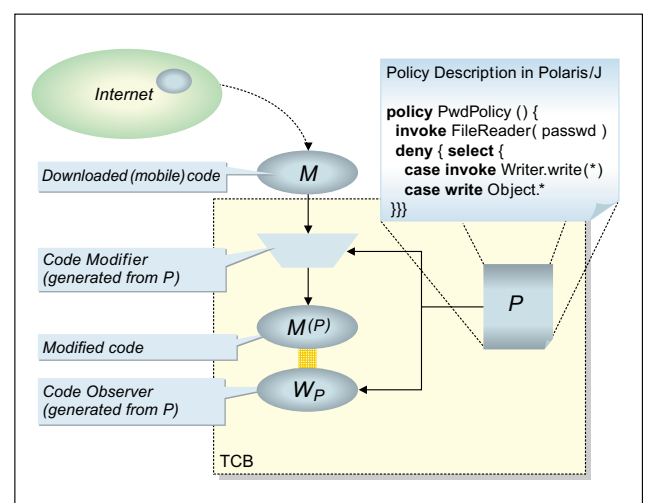 Internet
Policy Description in Polaris/J
policy PwdPolicy () {
invoke FileReader( passwd )
deny { select {
case invoke Writer.write(*)
case write Object.*
}}}
Downloaded (mobile) code
M
Code Modifier
(generated from P)
P
M(P)
Modified code
Code Observer
(generated from P)
WP
TCB